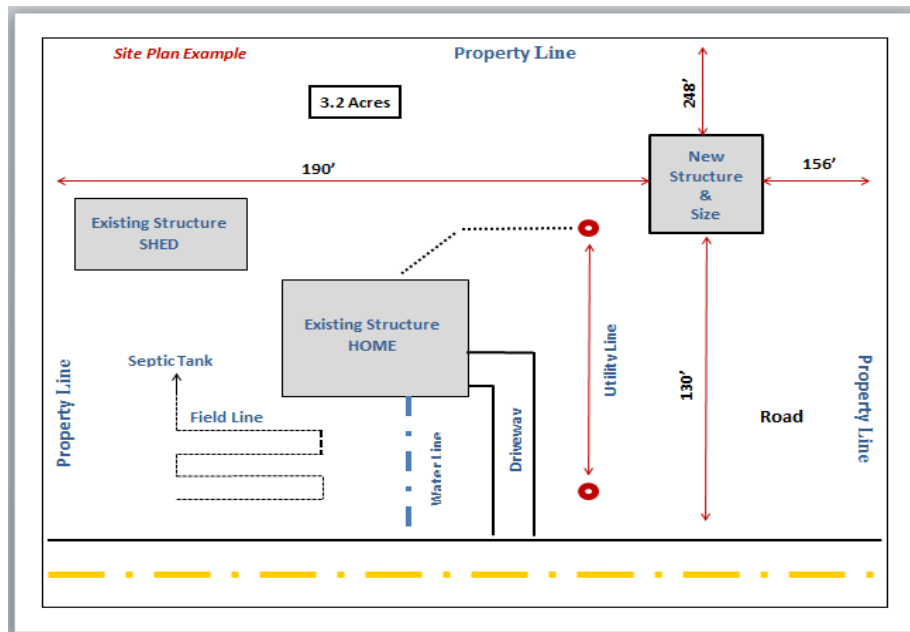 Site Plan Example
Property Line
3.2 Acres
248'
New
Structure
&
Size
190'
156'
Existing Structure
SHED
Existing Structure
HOME
Utility Line
130'
Septic Tank
Property Line
Field Line
Water Line
Driveway
Road
Property Line